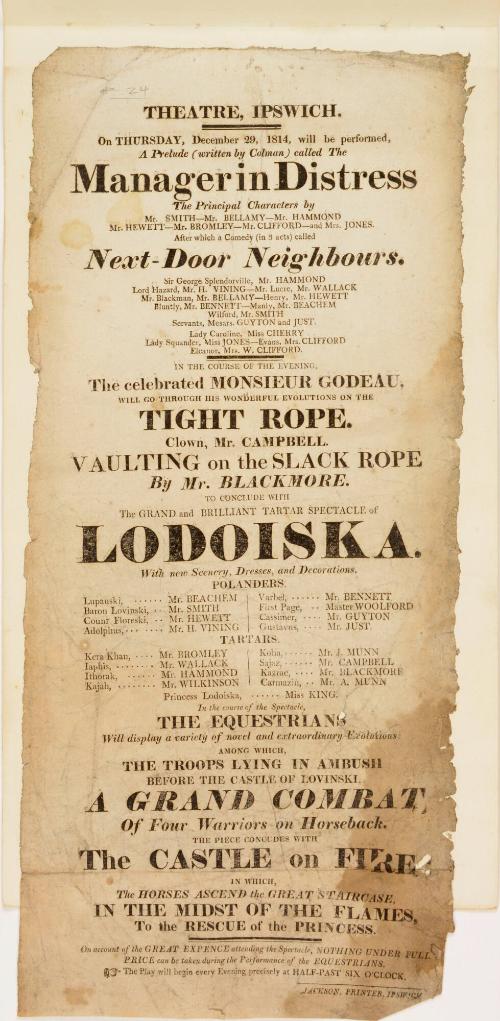 24
THEATRE, IPSWICH.
On THURSDAY, December 29, 1814, will be performed,
A Prelude (written by Colman) called The
Manager in Distress
The Principal Characters by
Mr. SMITH—Mr. BELLAMY—Mr. HAMMOND
Mr. HEWETT—Mr. BROMLEY—Mr. CLIFFORD—and Mrs. JONES.
After which a Comedy (in 3 acts) called
Next-Door Neighbours.
Sir George Splendorville, Mr. HAMMOND
Lord Hazard, Mr. H. VINING—Mr. Lucre, Mr. WALLACK
Mr. Blackman, Mr. BELLAMY—Henry, Mr. HEWETT
Bluntly, Mr. BENNETT—Manly, Mr. BEACHEM
Wilford, Mr. SMITH
Servants, Messrs. GUYTON and JUST.
Lady Caroline, Miss CHERRY
Lady Squander, Miss JONES—Evans, Mrs. CLIFFORD
Eleanor, Mrs. W. CLIFFORD.
IN THE COURSE OF THE EVENING,
The celebrated MONSIEUR GODEAU,
WILL GO THROUGH HIS WONDERFUL EVOLUTIONS ON THE
TIGHT ROPE.
Clown, Mr. CAMPBELL.
VAULTING on the SLACK ROPE
By Mr. BLACKMORE.
TO CONCLUDE WITH
The GRAND and BRILLIANT TARTAR SPECTACLE of
LODOISKA.
With new Scenery, Dresses, and Decorations.
POLANDERS.
Lupauski, ...... Mr. BEACHEM
Baron Lovinski, .. Mr. SMITH
Count Floreski, .. Mr. HEWETT
Adolphus, ...... Mr. H. VINING
Varbel, ...... Mr. BENNETT
First Page, .. Master WOOLFORD
Cassimer, .... Mr. GUYTON
Gustavus, .... Mr. JUST.
TARTARS.
Kera Khan, .... Mr. BROMLEY
Japhis, ........ Mr. WALLACK
Ithorak, ...... Mr. HAMMOND
Kajah, ........ Mr. WILKINSON
Koba, ...... Mr. J. MUNN
Sajaz, ...... Mr. CAMPBELL
Kazrac, .... Mr. BLACKMORE
Carmazin, .. Mr. A. MUNN
Princess Lodoiska, ...... Miss KING.
In the course of the Spectacle,
THE EQUESTRIANS
Will display a variety of novel and extraordinary Evolutions
AMONG WHICH,
THE TROOPS LYING IN AMBUSH
BEFORE THE CASTLE OF LOVINSKI.
A GRAND COMBAT,
Of Four Warriors on Horseback.
THE PIECE CONCLUDES WITH
The CASTLE on FIRE
IN WHICH,
The HORSES ASCEND the GREAT STAIRCASE,
IN THE MIDST OF THE FLAMES,
To the RESCUE of the PRINCESS.
On account of the GREAT EXPENCE attending the Spectacle, NOTHING UNDER FULL
PRICE can be taken during the Performance of the EQUESTRIANS.
☞ The Play will begin every Evening precisely at HALF-PAST SIX O'CLOCK.
JACKSON, PRINTER, IPSWICH